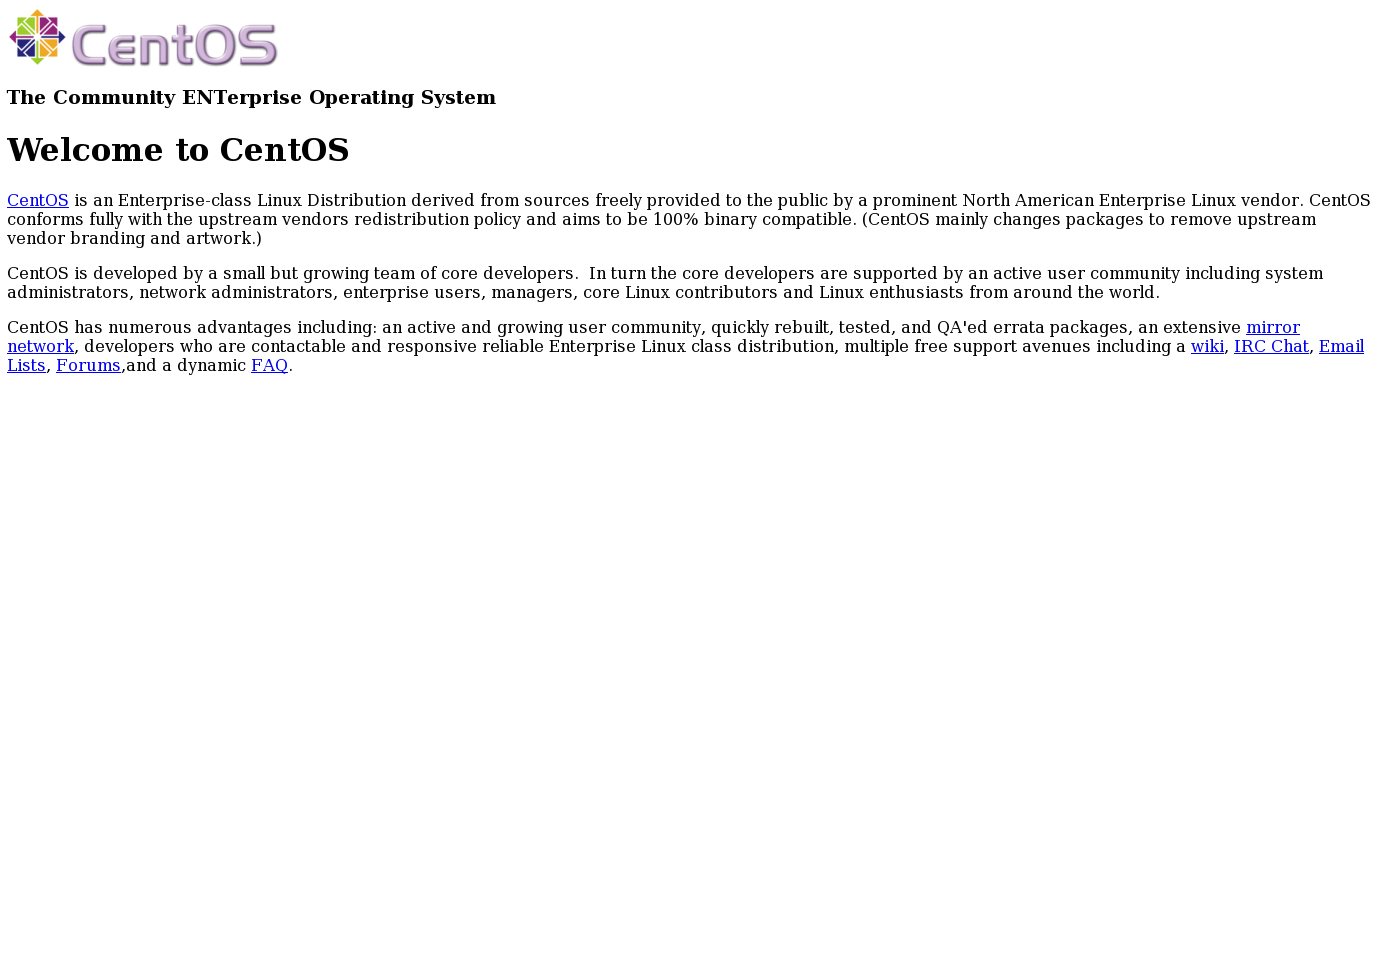 CentOS
The Community ENTerprise Operating System
Welcome to CentOS
CentOS is an Enterprise-class Linux Distribution derived from sources freely provided to the public by a prominent North American Enterprise Linux vendor. CentOS
conforms fully with the upstream vendors redistribution policy and aims to be 100% binary compatible. (CentOS mainly changes packages to remove upstream
vendor branding and artwork.)
CentOS is developed by a small but growing team of core developers.  In turn the core developers are supported by an active user community including system
administrators, network administrators, enterprise users, managers, core Linux contributors and Linux enthusiasts from around the world.
CentOS has numerous advantages including: an active and growing user community, quickly rebuilt, tested, and QA'ed errata packages, an extensive mirror
network, developers who are contactable and responsive reliable Enterprise Linux class distribution, multiple free support avenues including a wiki, IRC Chat, Email
Lists, Forums,and a dynamic FAQ.